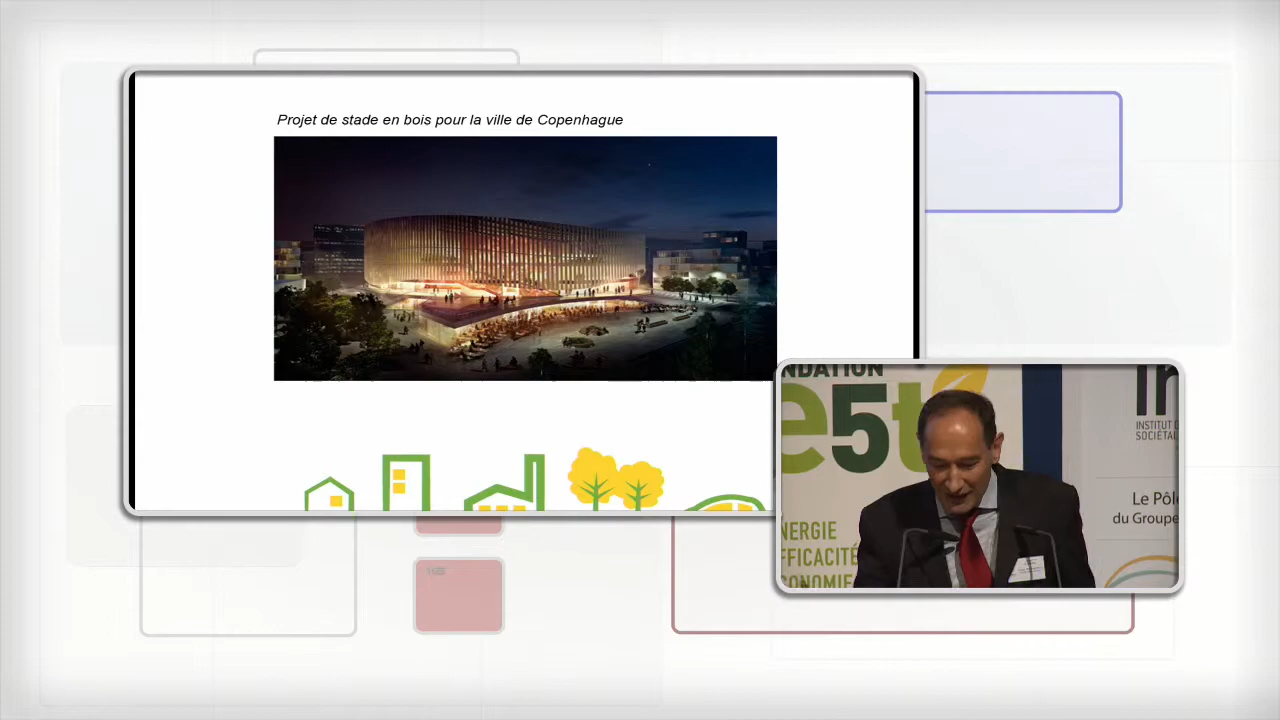 Projet de stade en bois pour la ville de Copenhague
NDATION
e5t
NERGIE
FFICACITÉ
ONOMIE
INSTITUT
SOCIÉTAL
Le Pôl
du Groupe